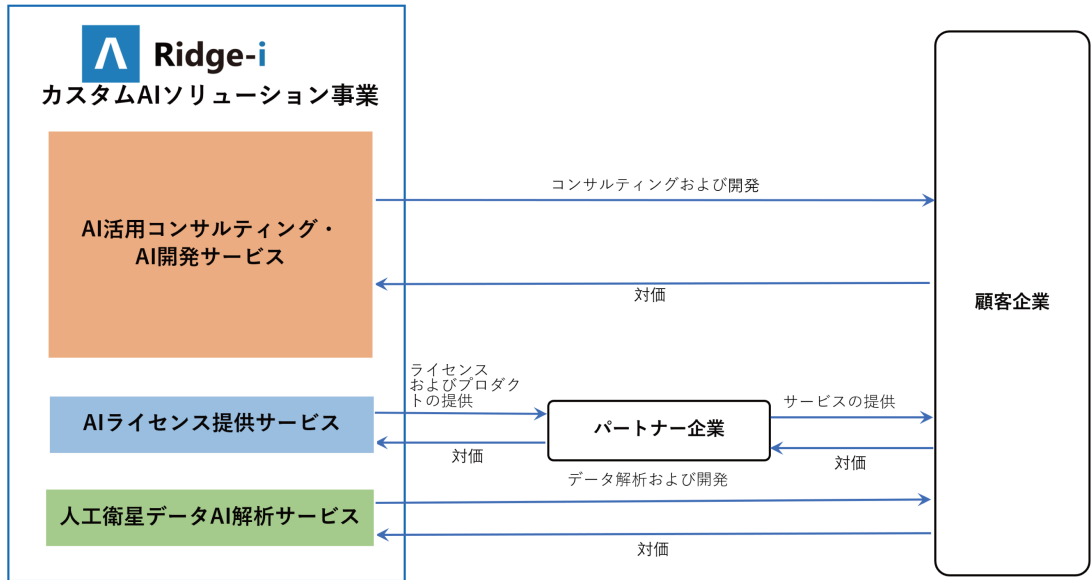 Ridge-i
カスタムAIソリューション事業
AI活用コンサルティング・
AI開発サービス
コンサルティングおよび開発
対価
顧客企業
ライセンス
およびプロダク
トの提供
AIライセンス提供サービス
対価
パートナー企業
サービスの提供
対価
人工衛星データAI解析サービス
データ解析および開発
対価